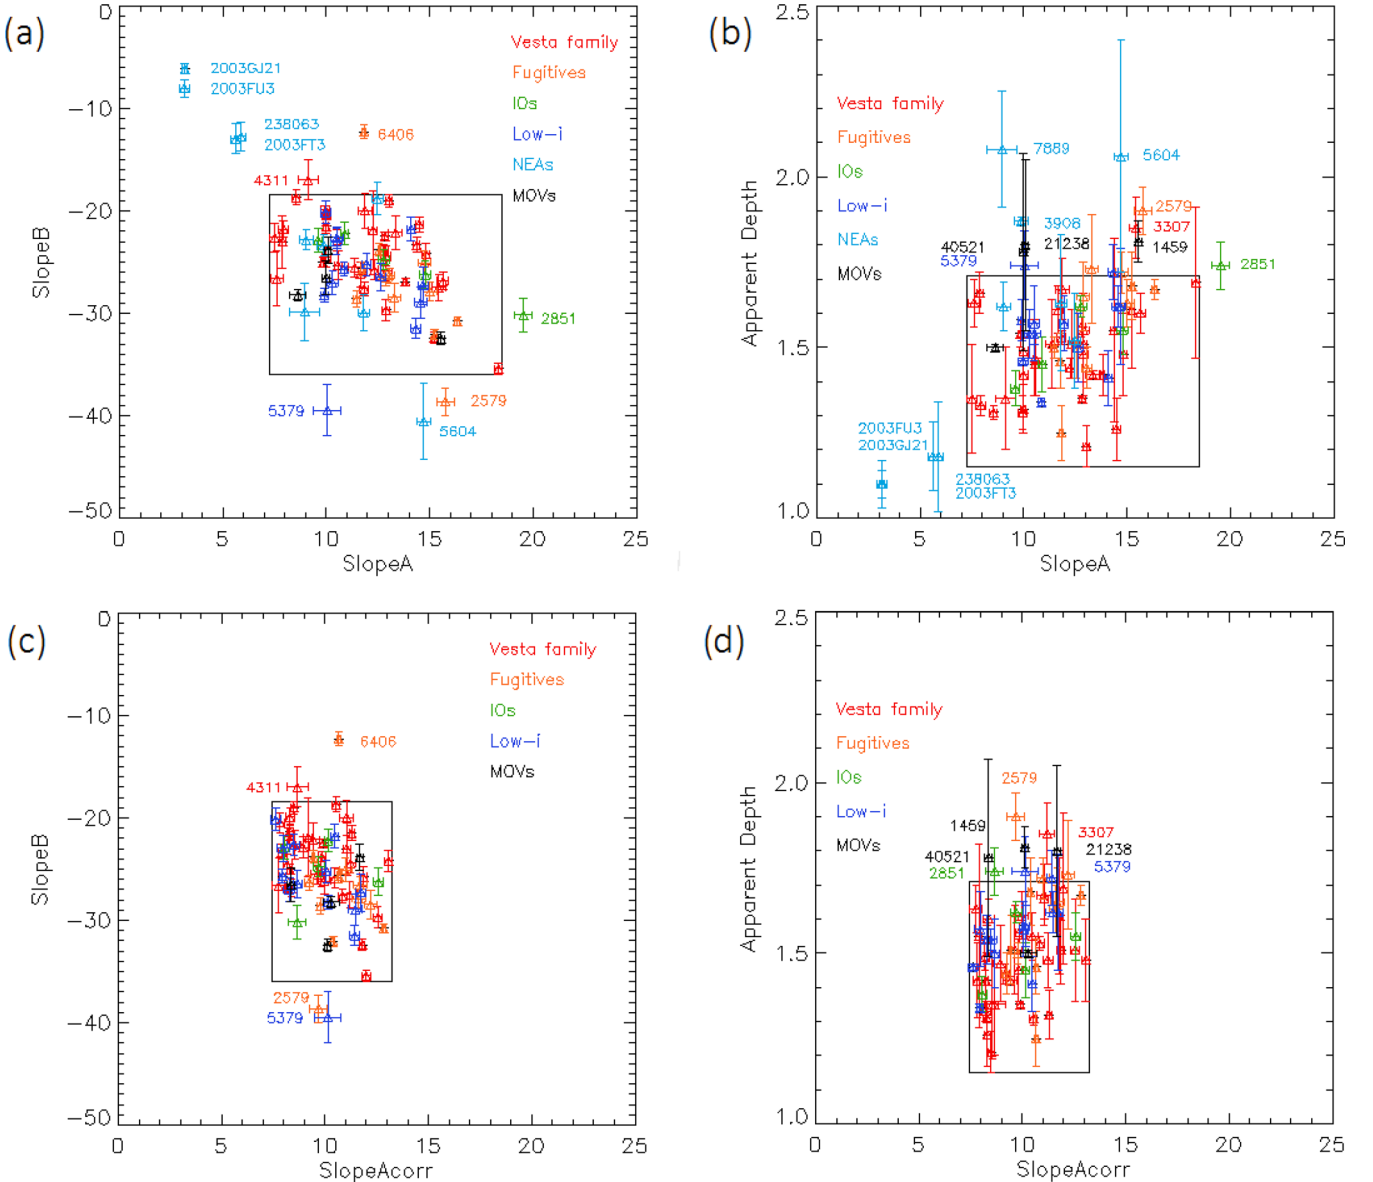 (a)
0
−10
−20
−30
−40
−50
SlopeB
2003GJ21
2003FU3
238063
2003FT3
6406
4311
2851
5379
2579
5604
Vesta family
Fugitives
IOs
Low−i
NEAs
MOVs
0 5 10 15 20 25
SlopeA
(b)
2.5
2.0
1.5
1.0
Apparent Depth
Vesta family
Fugitives
IOs
Low−i
NEAs
MOVs
7889
5604
2579
3908
3307
40521
21238
1459
5379
2851
2003FU3
2003GJ21
238063
2003FT3
0 5 10 15 20 25
SlopeA
(c)
0
−10
−20
−30
−40
−50
SlopeB
Vesta family
Fugitives
IOs
Low−i
MOVs
6406
4311
2579
5379
0 5 10 15 20 25
SlopeAcorr
(d)
2.5
2.0
1.5
1.0
Apparent Depth
Vesta family
Fugitives
IOs
Low−i
MOVs
2579
1459
3307
40521
21238
2851
5379
0 5 10 15 20 25
SlopeAcorr